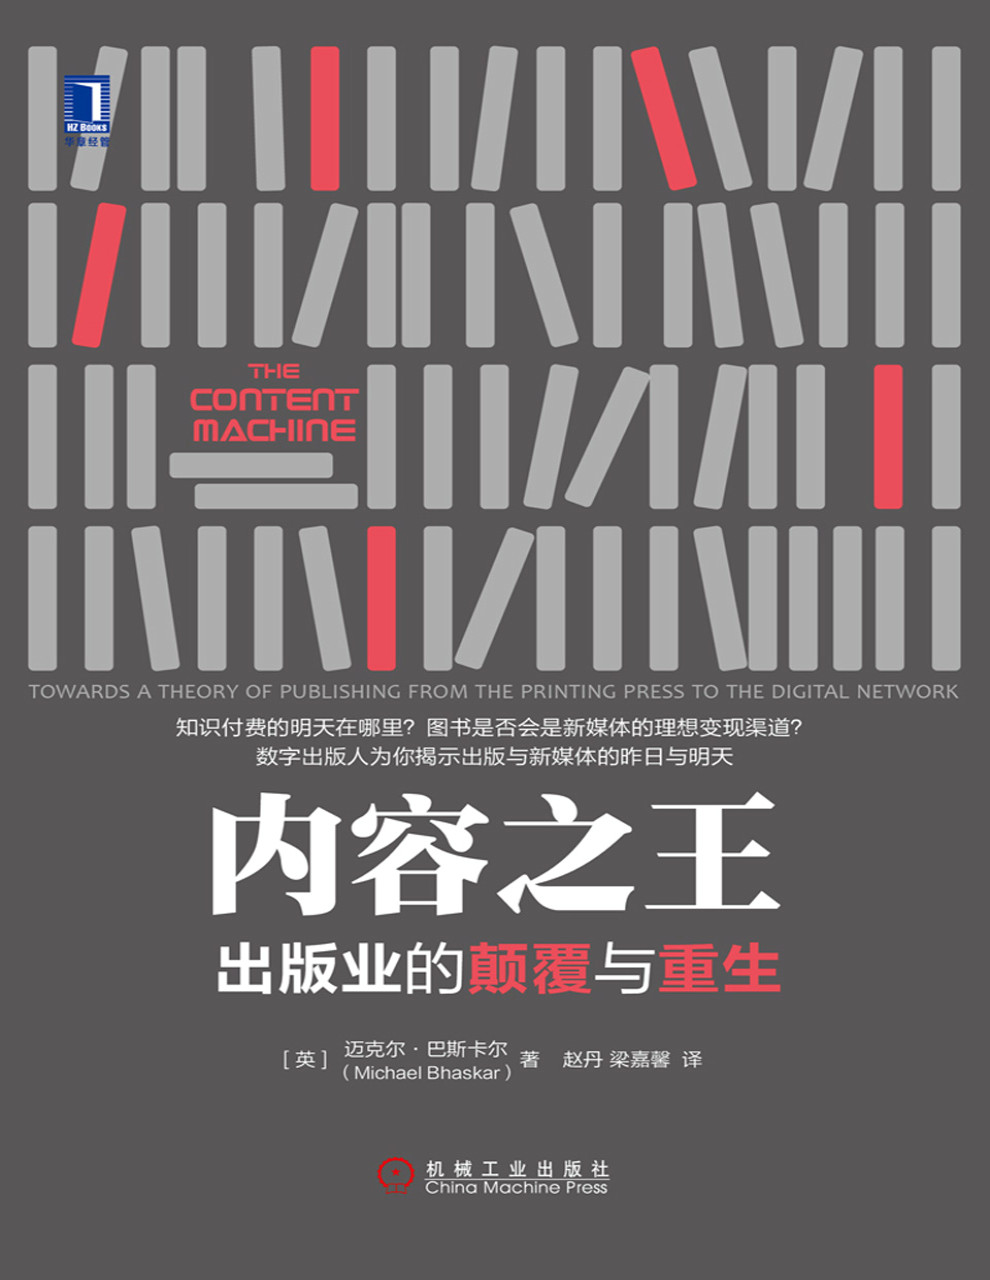 HZ BOOKS
华章经管
THE
CONTENT
MACHINE
TOWARDS A THEORY OF PUBLISHING FROM THE PRINTING PRESS TO THE DIGITAL NETWORK
知识付费的明天在哪里？图书是否会是新媒体的理想变现渠道？
数字出版人为你揭示出版与新媒体的昨日与明天
内容之王
出版业的颠覆与重生
[英] 迈克尔·巴斯卡尔 著 赵丹 梁嘉馨 译
(Michael Bhaskar)
机械工业出版社
China Machine Press